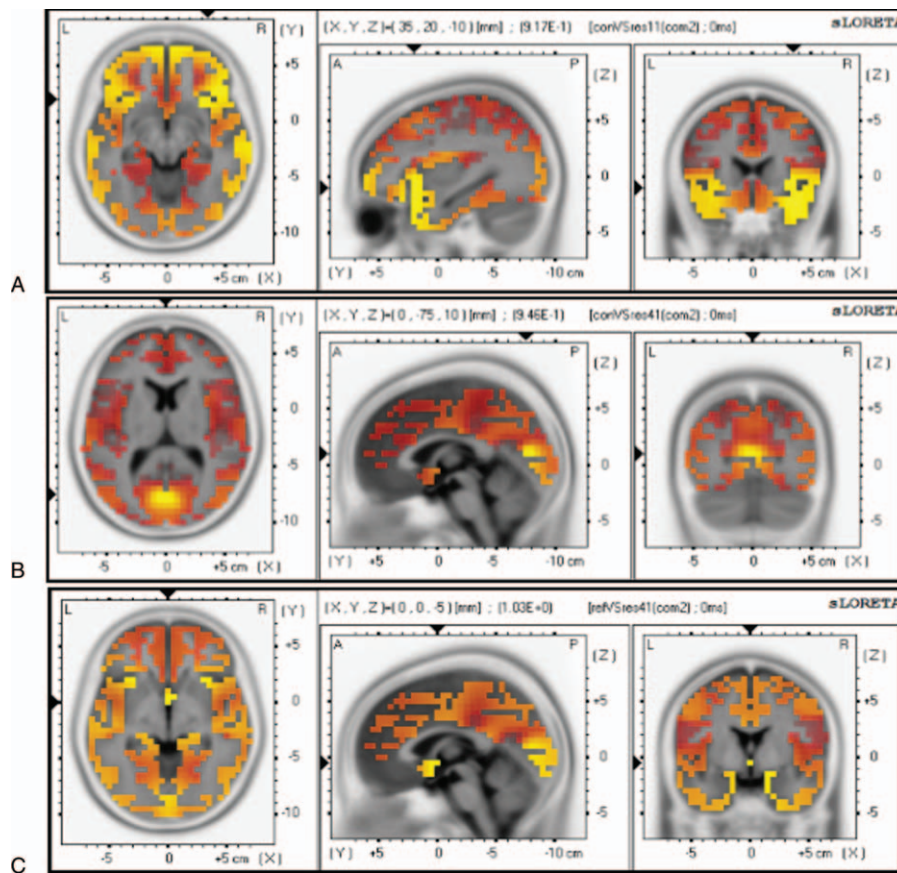 L R (Y) (X,Y,Z)=(35,20,-10)[mm] ; (9.17E-1) [conVSres11(com2) ; 0ms] sLORETA
A P (Z) L R (Z)
+5 +5 +5
0 0 0
-5 -5 -5
-10
-5 0 +5 cm (X) (Y) +5 0 -5 -10 cm -5 0 +5 cm (X)
A
L R (Y) (X,Y,Z)=(0,-75,10)[mm] ; (9.46E-1) [conVSres41(com2) ; 0ms] sLORETA
A P (Z) L R (Z)
+5 +5 +5
0 0 0
-5 -5 -5
-10
-5 0 +5 cm (X) (Y) +5 0 -5 -10 cm -5 0 +5 cm (X)
B
L R (Y) (X,Y,Z)=(0,0,-5)[mm] ; (1.03E+0) [refVSres41(com2) ; 0ms] sLORETA
A P (Z) L R (Z)
+5 +5 +5
0 0 0
-5 -5 -5
-10
-5 0 +5 cm (X) (Y) +5 0 -5 -10 cm -5 0 +5 cm (X)
C